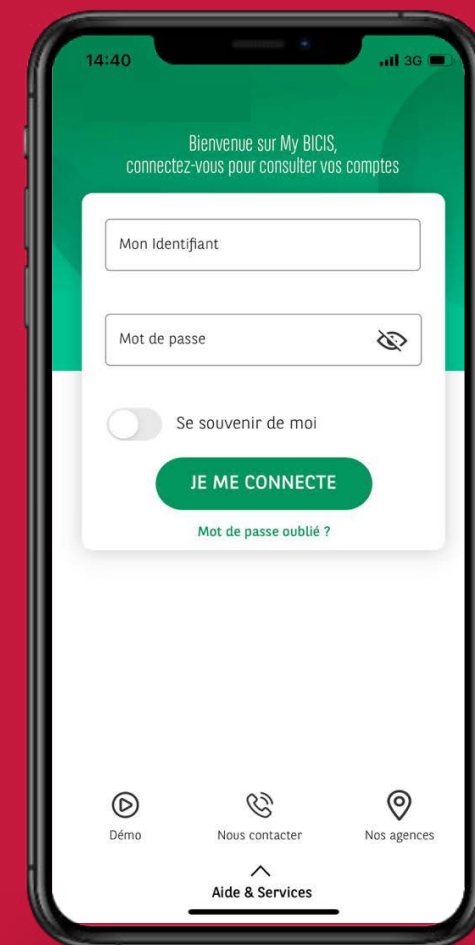 14:40
3G
Bienvenue sur My BICIS,
connectez-vous pour consulter vos comptes
Mon Identifiant
Mot de passe
Se souvenir de moi
JE ME CONNECTE
Mot de passe oublié ?
Démo
Nous contacter
Nos agences
Aide & Services